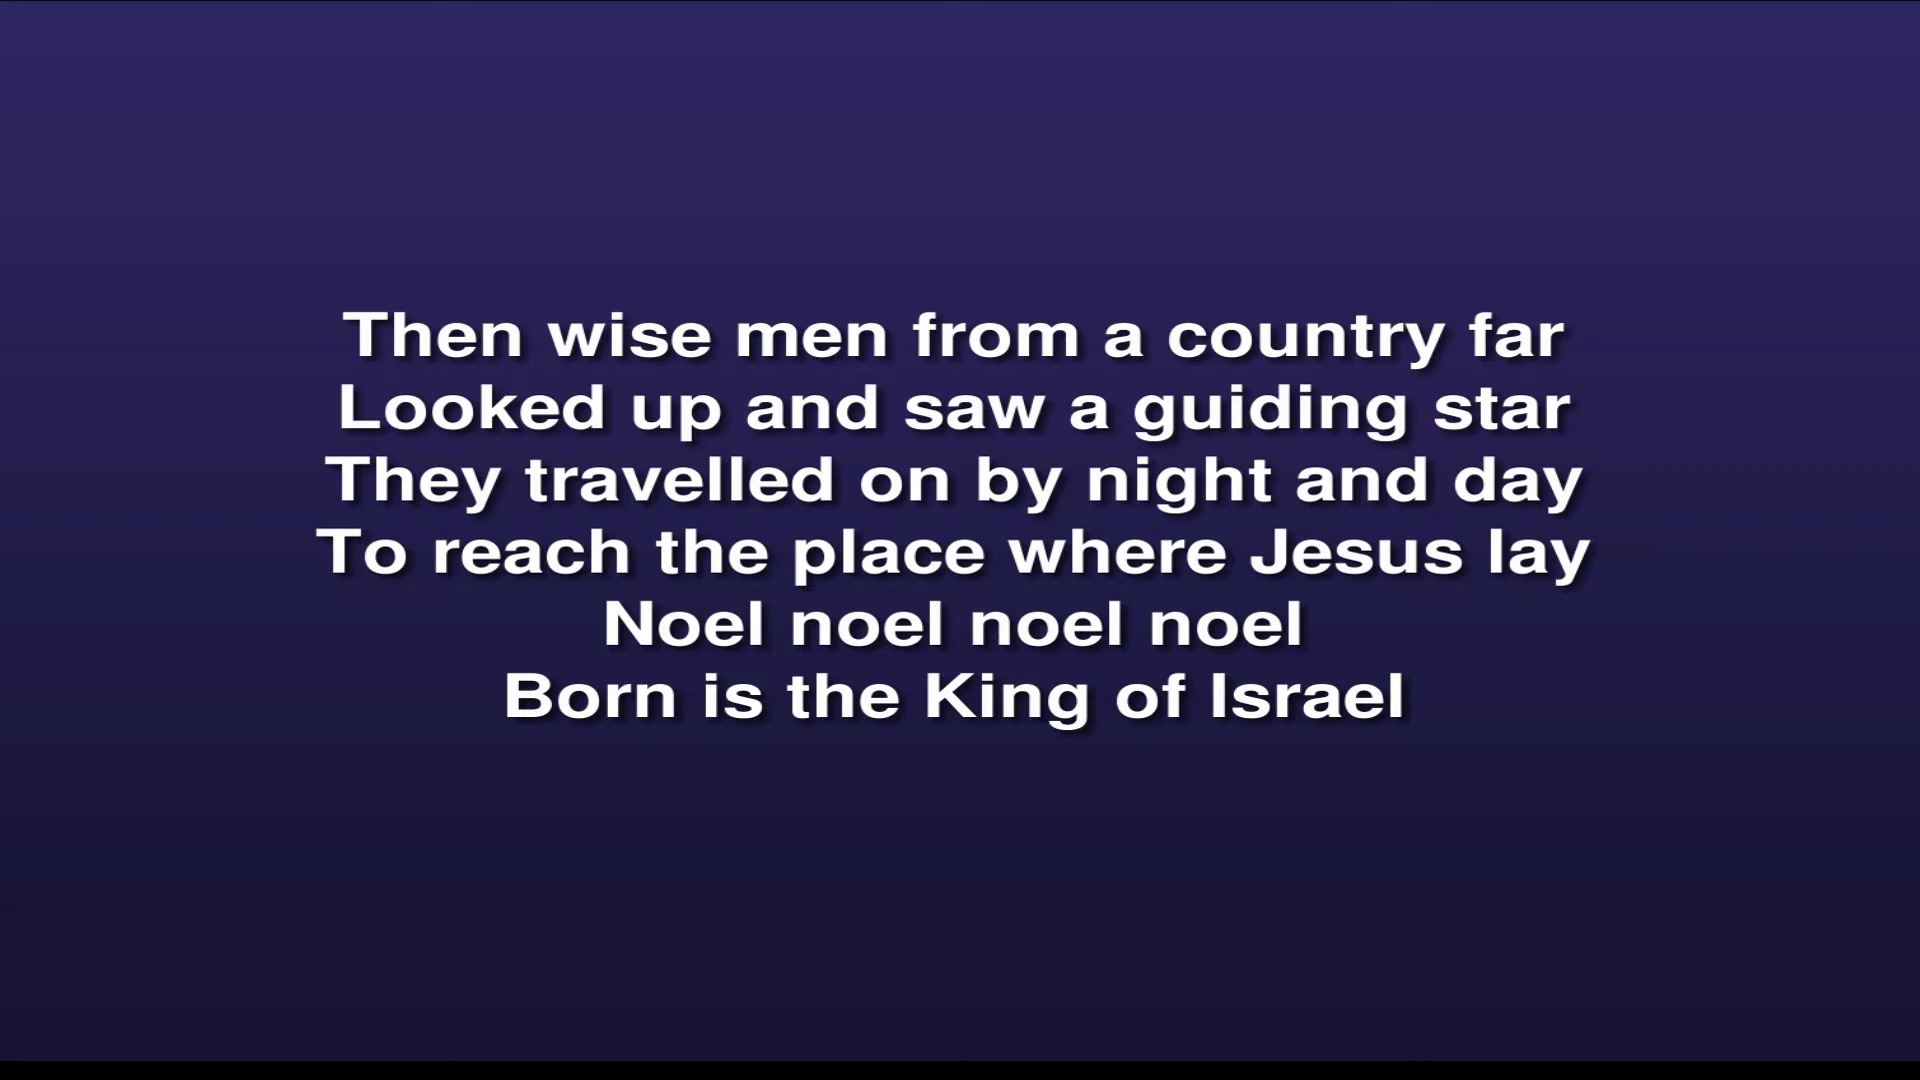 Then wise men from a country far
Looked up and saw a guiding star
They travelled on by night and day
To reach the place where Jesus lay
Noel noel noel noel
Born is the King of Israel